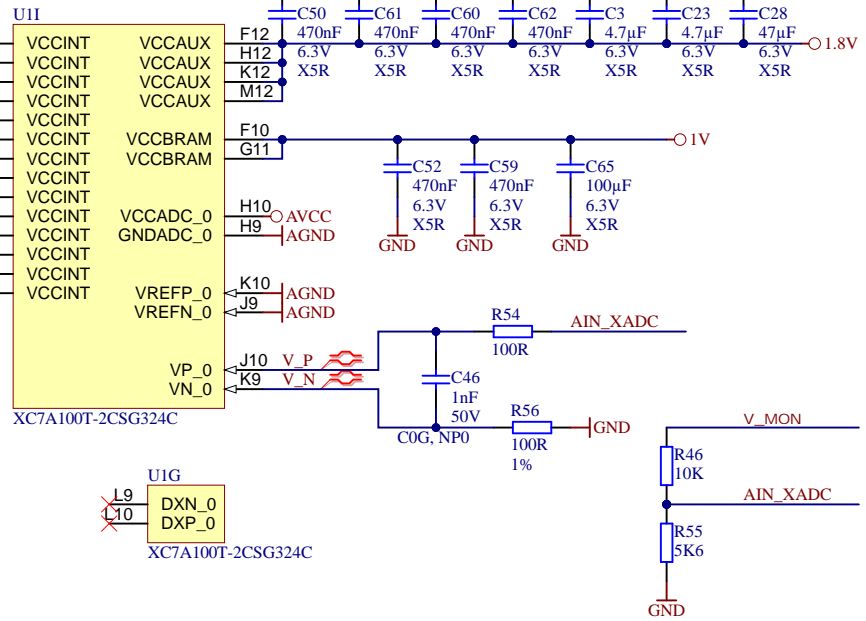 U1I
C50 C61 C60 C62 C3 C23 C28
VCCINT VCCAUX F12 470nF 470nF 470nF 470nF 4.7µF 4.7µF 47µF
6.3V 6.3V 6.3V 6.3V 6.3V 6.3V 6.3V 1.8V
VCCINT VCCAUX H12
X5R X5R X5R X5R X5R X5R X5R
VCCINT VCCAUX K12
VCCINT VCCAUX M12
VCCINT
VCCINT VCCBRAM F10 1V
VCCINT VCCBRAM G11
C52 C59 C65
VCCINT 470nF 470nF 100µF
VCCINT 6.3V 6.3V 6.3V
VCCINT VCCADC_0 H10 AVCC X5R X5R X5R
VCCINT GNDADC_0 H9 AGND
GND GND GND
VCCINT
VCCINT
VCCINT VREFP_0 K10 AGND
VREFN_0 J9 AGND
R54 AIN_XADC
100R
VP_0 J10 V_P
VN_0 K9 V_N
C46
1nF
50V
C0G, NP0
R56
100R
1%
GND
XC7A100T-2CSG324C
V_MON
R46
10K
AIN_XADC
R55
5K6
GND
U1G
L9 DXN_0
L10 DXP_0
XC7A100T-2CSG324C